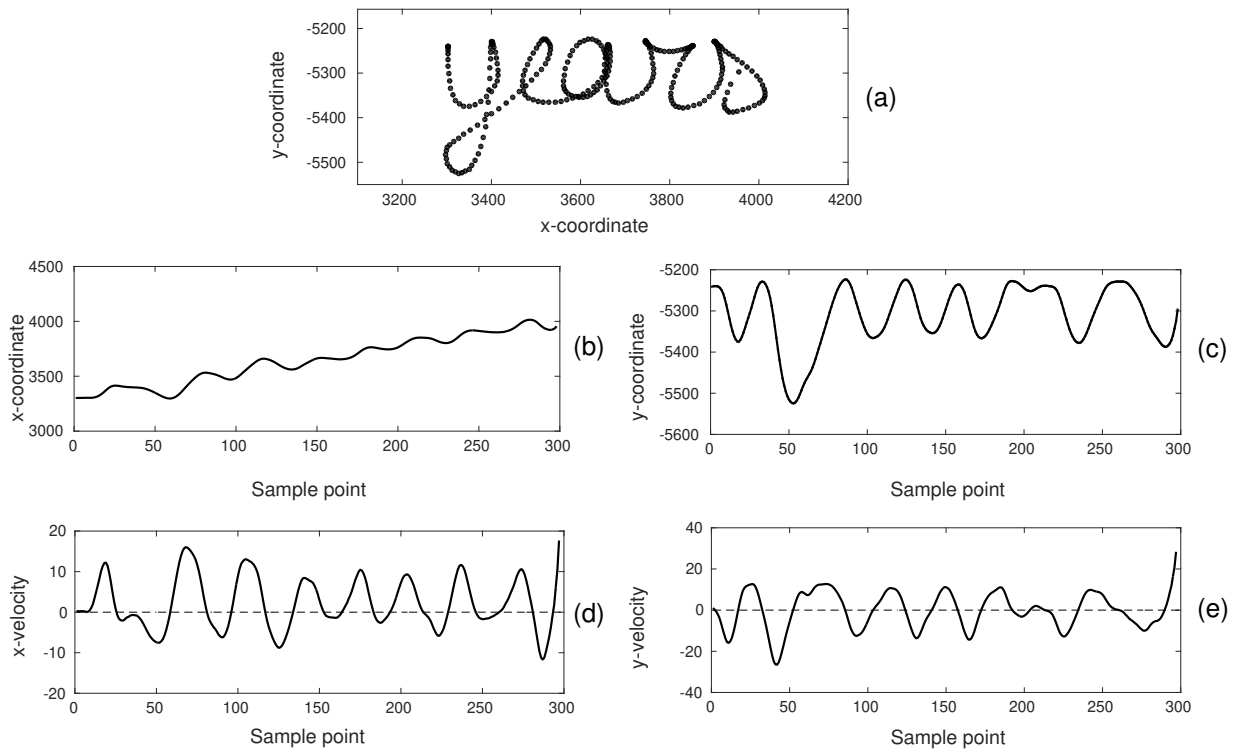 -5200
-5300
-5400
-5500
y-coordinate
years
3200 3400 3600 3800 4000 4200
x-coordinate
(a)
4500
4000
3500
3000
x-coordinate
0 50 100 150 200 250 300
Sample point
(b)
-5200
-5300
-5400
-5500
-5600
y-coordinate
0 50 100 150 200 250 300
Sample point
(c)
20
10
0
-10
-20
x-velocity
0 50 100 150 200 250 300
Sample point
(d)
40
20
0
-20
-40
y-velocity
0 50 100 150 200 250 300
Sample point
(e)